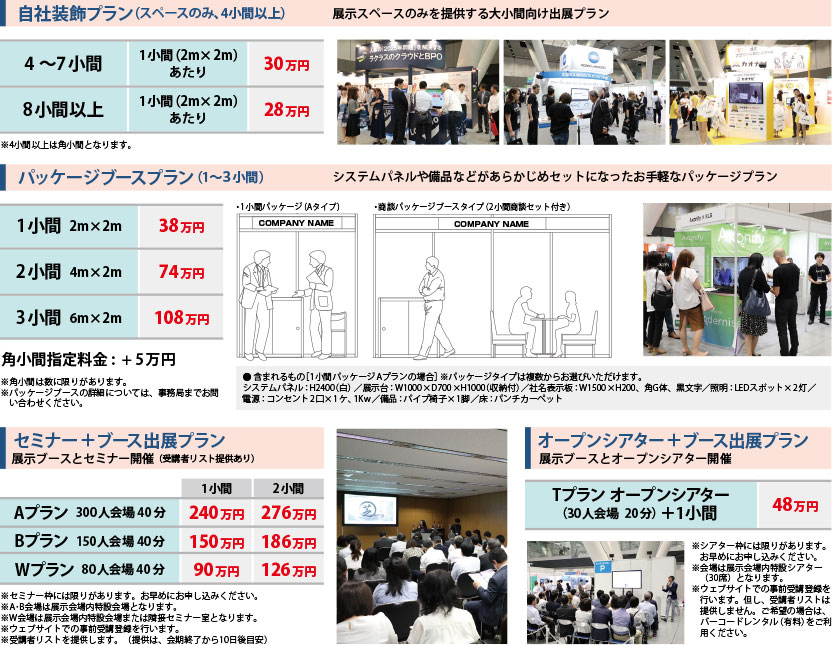 自社装飾プラン(スペースのみ、4小間以上)
展示スペースのみを提供する大小間向け出展プラン
4〜7小間
1小間(2m×2m)
あたり
30万円
8小間以上
1小間(2m×2m)
あたり
28万円
※4小間以上は角小間となります。
ラクラスのクラウドとBPO
KONICA MINOLTA
カオナビ
パッケージブースプラン(1〜3小間)
システムパネルや備品などがあらかじめセットになったお手軽なパッケージプラン
1小間 2m×2m
38万円
2小間 4m×2m
74万円
3小間 6m×2m
108万円
角小間指定料金:+5万円
※角小間は数に限りがあります。
※パッケージブースの詳細については、事務局までお問
い合わせください。
・1小間パッケージ(Aタイプ)
COMPANY NAME
・商談パッケージブースタイプ(2小間商談セット付き)
COMPANY NAME
Axonify
● 含まれるもの[1小間パッケージAプランの場合]※パッケージタイプは複数からお選びいただけます。
システムパネル:H2400(白)/展示台:W1000×D700×H1000(収納付)/社名表示板:W1500×H200、角G体、黒文字/照明:LEDスポット×2灯/
電源:コンセント2口×1ケ、1Kw/備品:パイプ椅子×1脚/床:パンチカーペット
セミナー+ブース出展プラン
展示ブースとセミナー開催(受講者リスト提供あり)
1小間
2小間
Aプラン 300人会場40分
240万円
276万円
Bプラン 150人会場40分
150万円
186万円
Wプラン 80人会場40分
90万円
126万円
※セミナー枠には限りがあります。お早めにお申し込みください。
※A・B会場は展示会場内特設会場となります。
※W会場は展示会場内特設会場または隣接セミナー室となります。
※ウェブサイトでの事前受講登録を行います。
※受講者リストを提供します。(提供は、会期終了から10日後目安)
オープンシアター+ブース出展プラン
展示ブースとオープンシアター開催
Tプラン オープンシアター
(30人会場 20分)+1小間
48万円
P
※シアター枠には限りがあります。
お早めにお申し込みください。
※会場は展示会場内特設シアター
(30席)となります。
※ウェブサイトでの事前受講登録を
行います。但し、受講者リストは
提供しません。ご希望の場合は、
バーコードレンタル(有料)をご利
用ください。